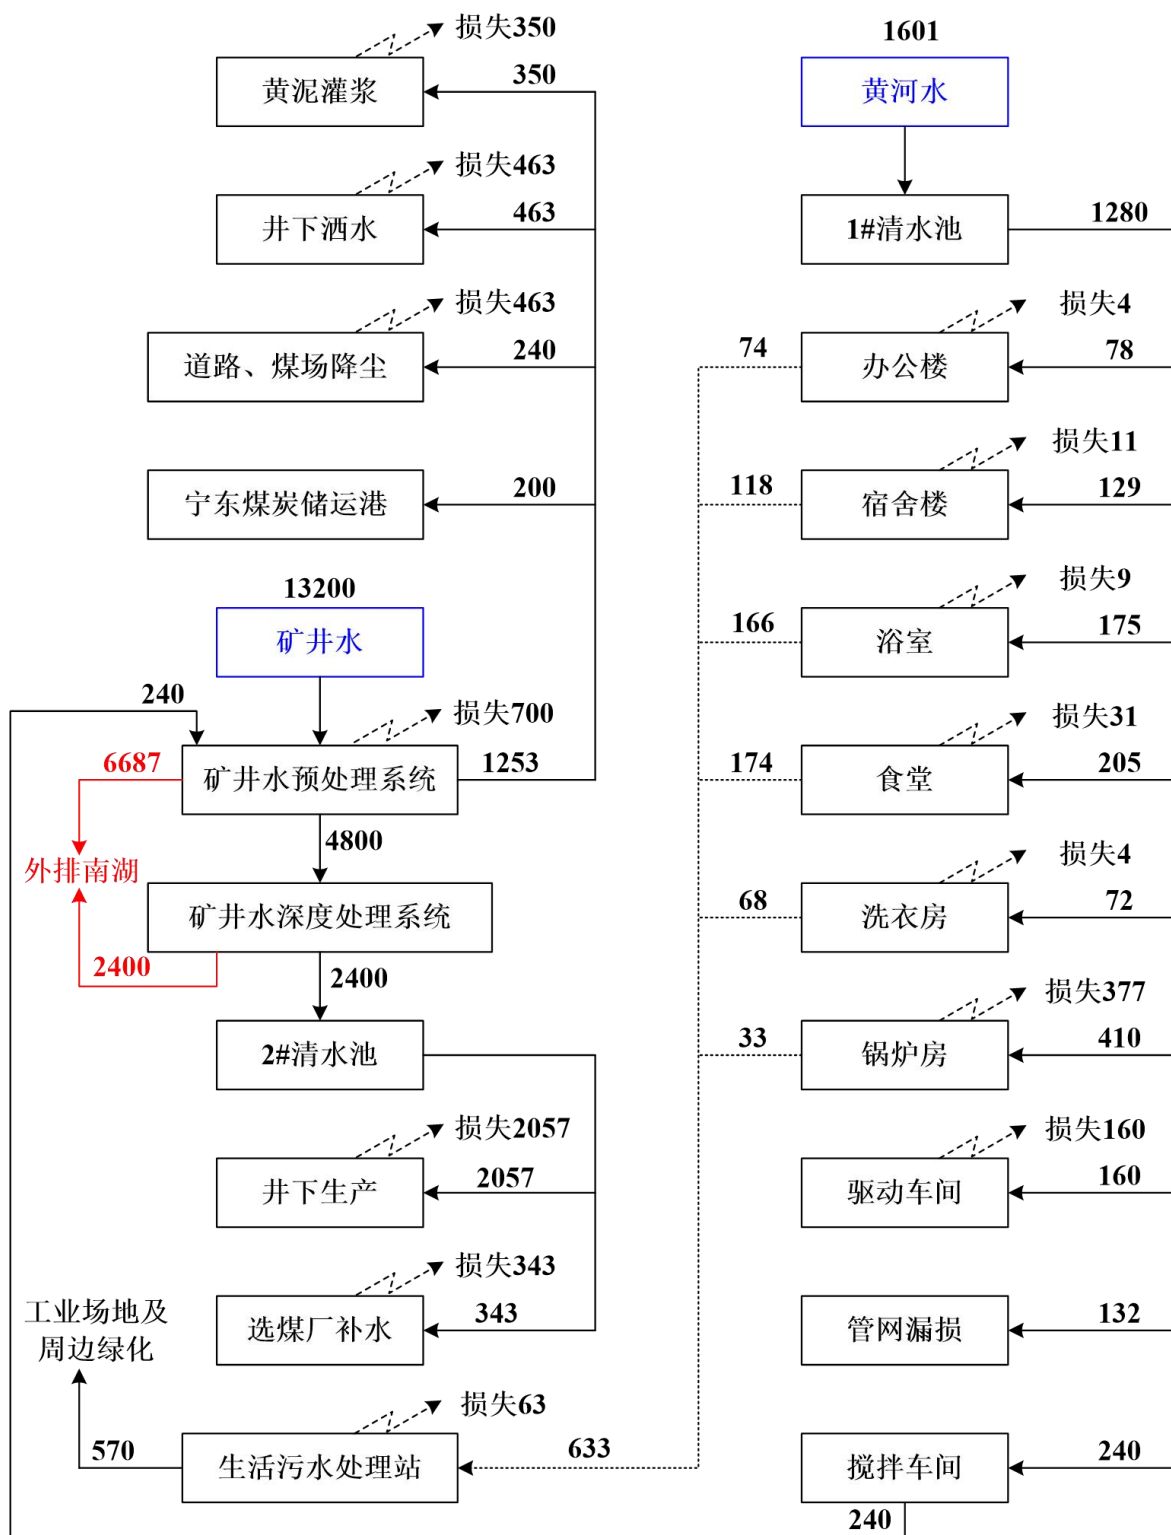 损失350
黄泥灌浆
350
损失463
井下洒水
463
损失463
道路、煤场降尘
240
宁东煤炭储运港
200
13200
矿井水
240
损失700
6687
矿井水预处理系统
1253
4800
外排南湖
矿井水深度处理系统
2400
2400
2#清水池
损失2057
井下生产
2057
损失343
选煤厂补水
343
工业场地及
周边绿化
损失63
570
生活污水处理站
633
1601
黄河水
1#清水池
1280
损失4
74
办公楼
78
损失11
118
宿舍楼
129
损失9
166
浴室
175
损失31
174
食堂
205
损失4
68
洗衣房
72
损失377
33
锅炉房
410
损失160
驱动车间
160
管网漏损
132
搅拌车间
240
240